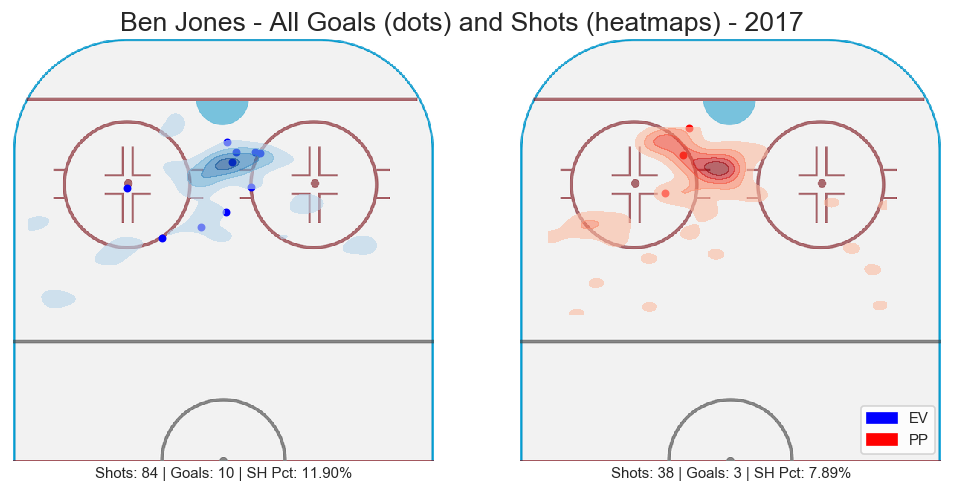 Ben Jones - All Goals (dots) and Shots (heatmaps) - 2017
EV
PP
Shots: 84 | Goals: 10 | SH Pct: 11.90%
Shots: 38 | Goals: 3 | SH Pct: 7.89%